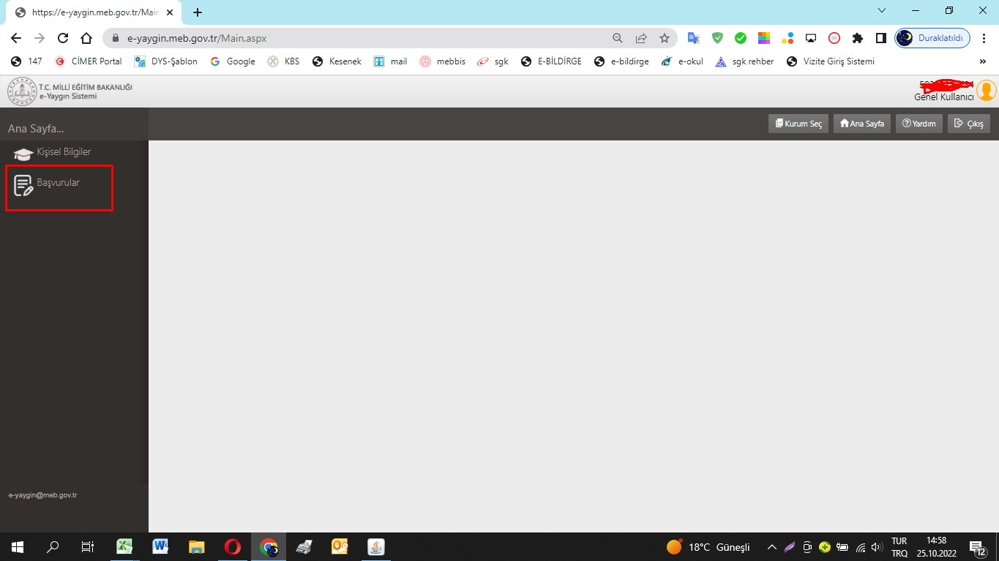 https://e-yaygin.meb.gov.tr/Main
e-yaygin.meb.gov.tr/Main.aspx
Duraklatıldı
147 CİMER Portal DYS-Şablon Google KBS Kesenek mail mebbis sgk E-BİLDİRGE e-bildirge e-okul sgk rehber Vizite Giriş Sistemi »
T.C. MİLLİ EĞİTİM BAKANLIĞI
e-Yaygın Sistemi
Genel Kullanıcı
Ana Sayfa...
Kurum Seç Ana Sayfa Yardım Çıkış
Kişisel Bilgiler
Başvurular
e-yaygin@meb.gov.tr
18°C Güneşli
TUR
TRQ
14:58
25.10.2022
12